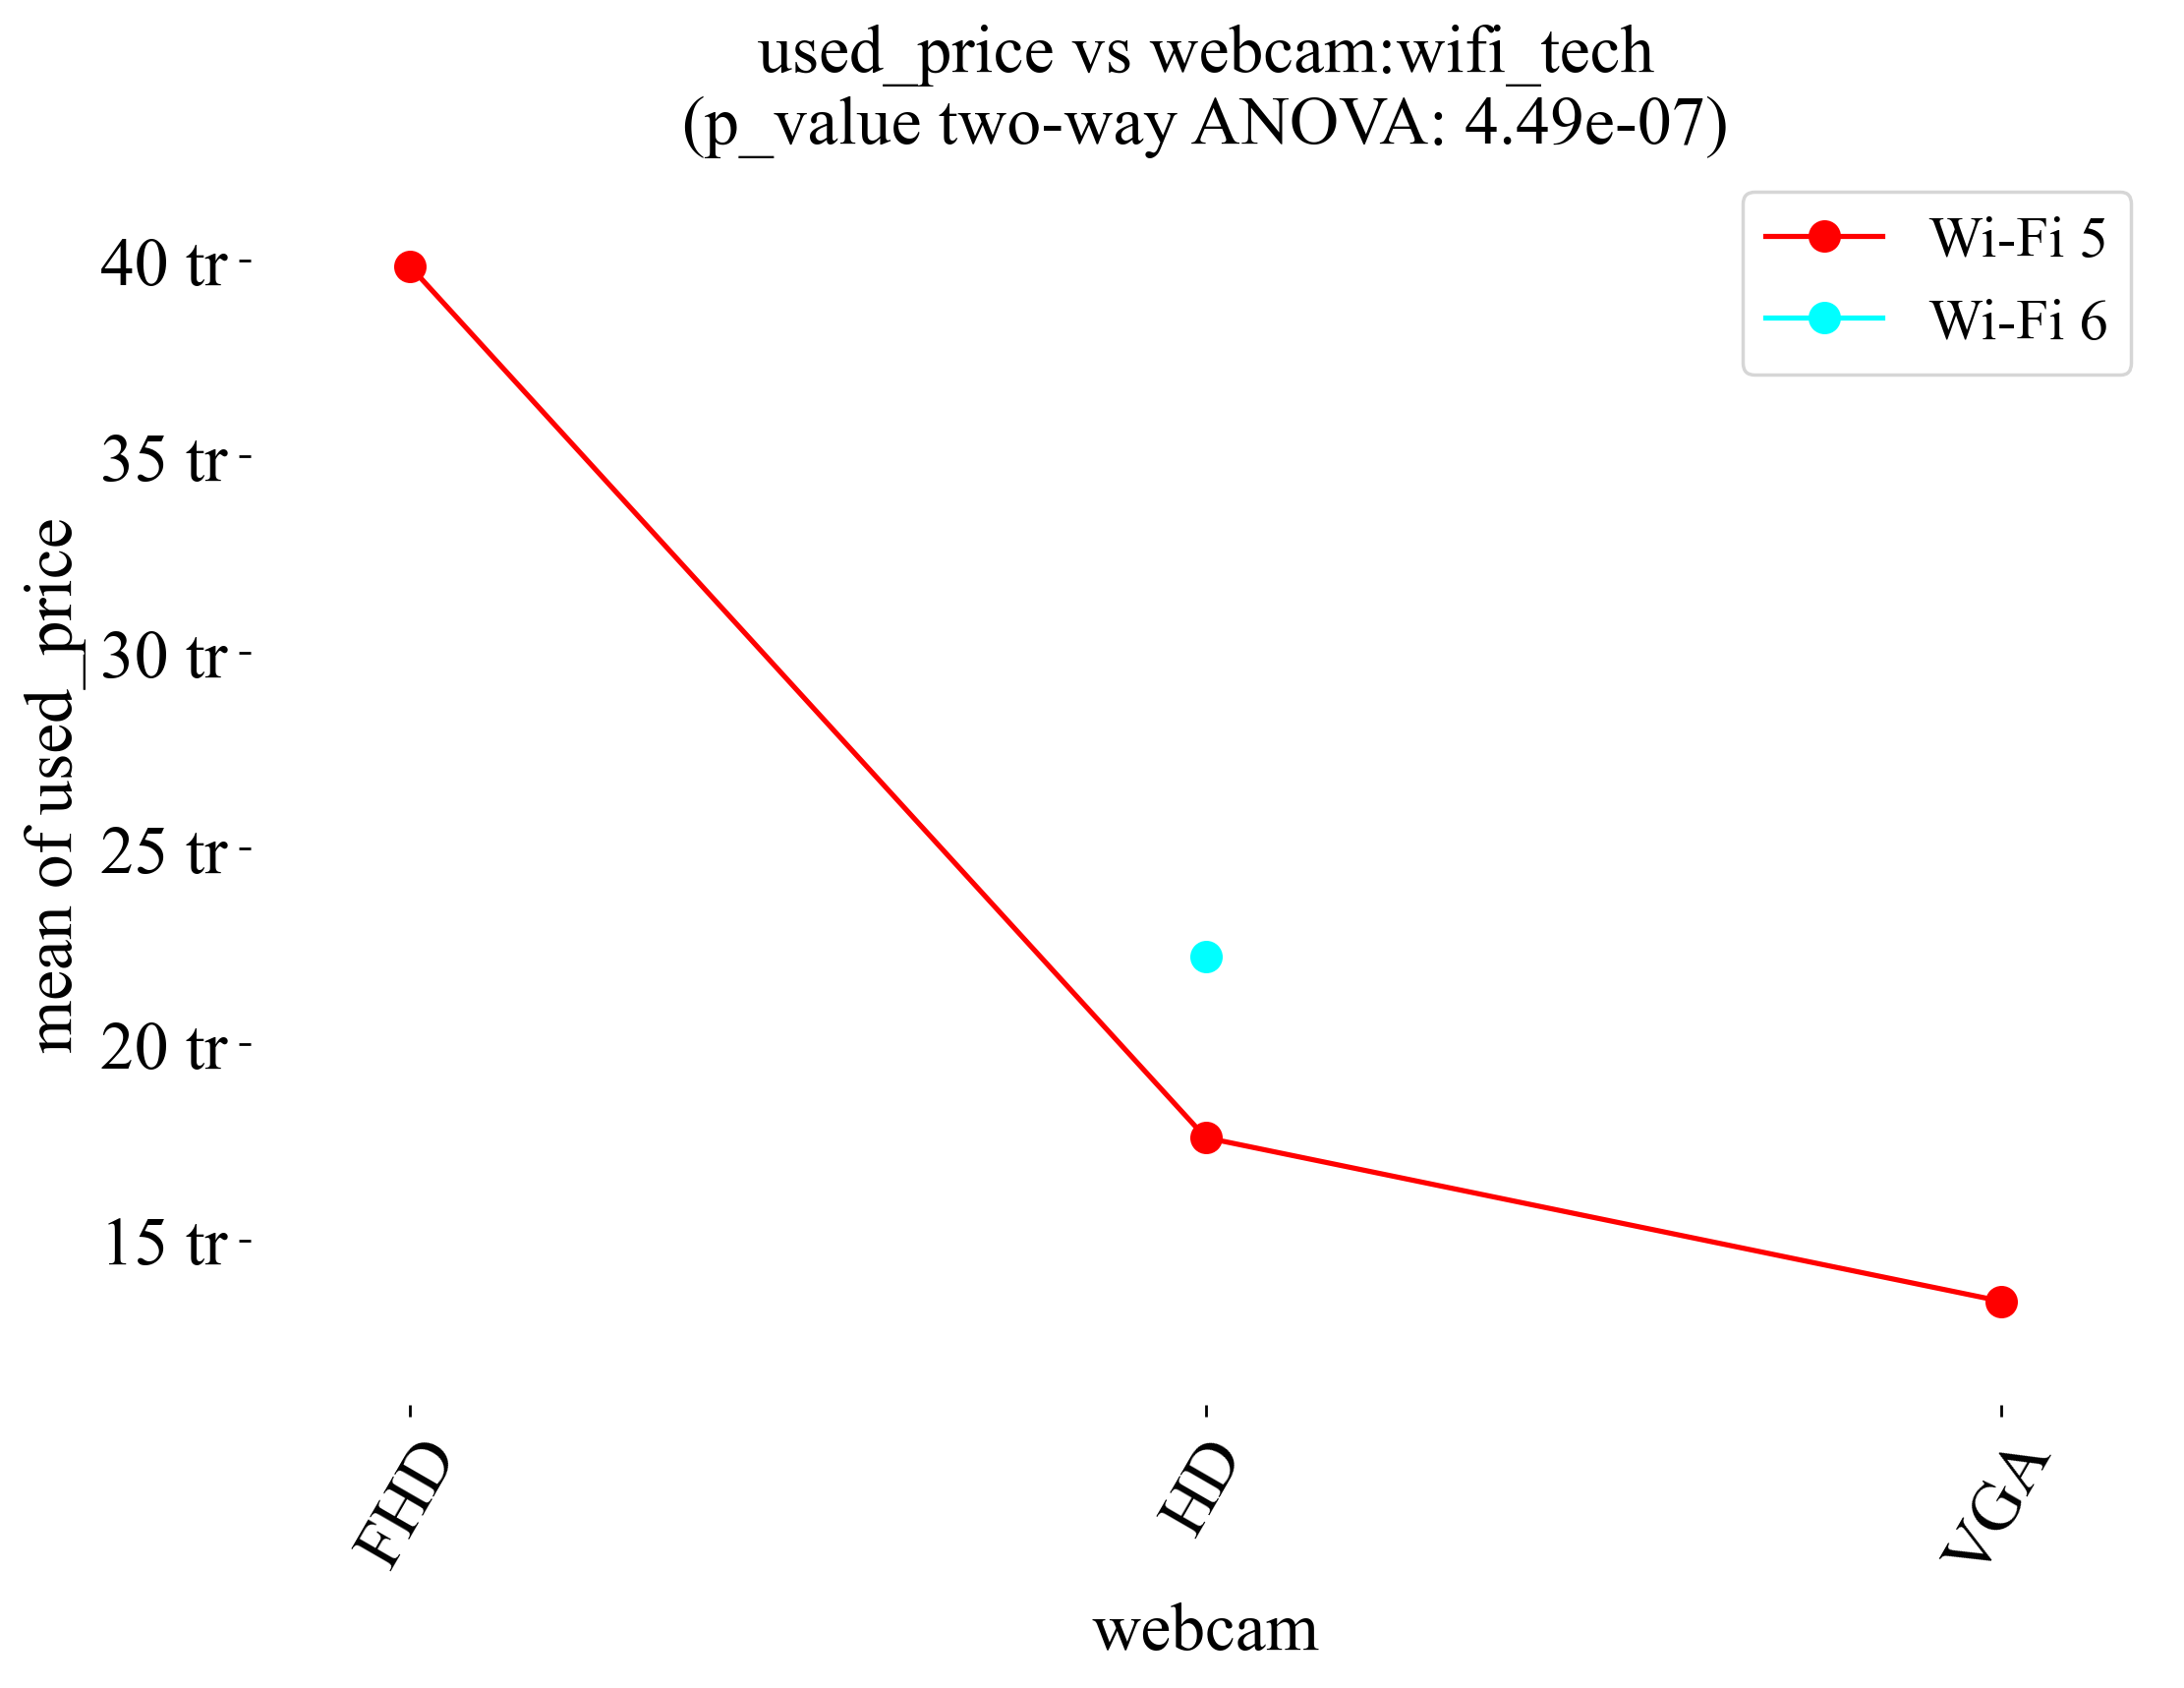 used_price vs webcam:wifi_tech
(p_value two-way ANOVA: 4.49e-07)
Wi-Fi 5
Wi-Fi 6
mean of used_price
40 tr
35 tr
30 tr
25 tr
20 tr
15 tr
FHD
HD
VGA
webcam